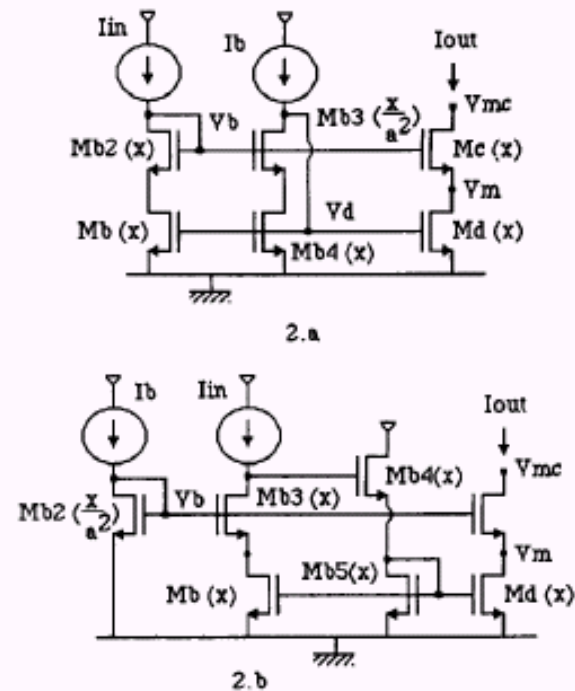 Iin
Ib
Iout
Vb
Mb3 (x/a²)
Vmc
Mb2 (x)
Mc (x)
Vm
Vd
Mb (x)
Mb4 (x)
Md (x)
2.a
Ib
Iin
Iout
Mb4(x)
Vmc
Mb2 (x/a²)
Vb
Mb3 (x)
Vm
Mb5(x)
Mb (x)
Md (x)
2.b